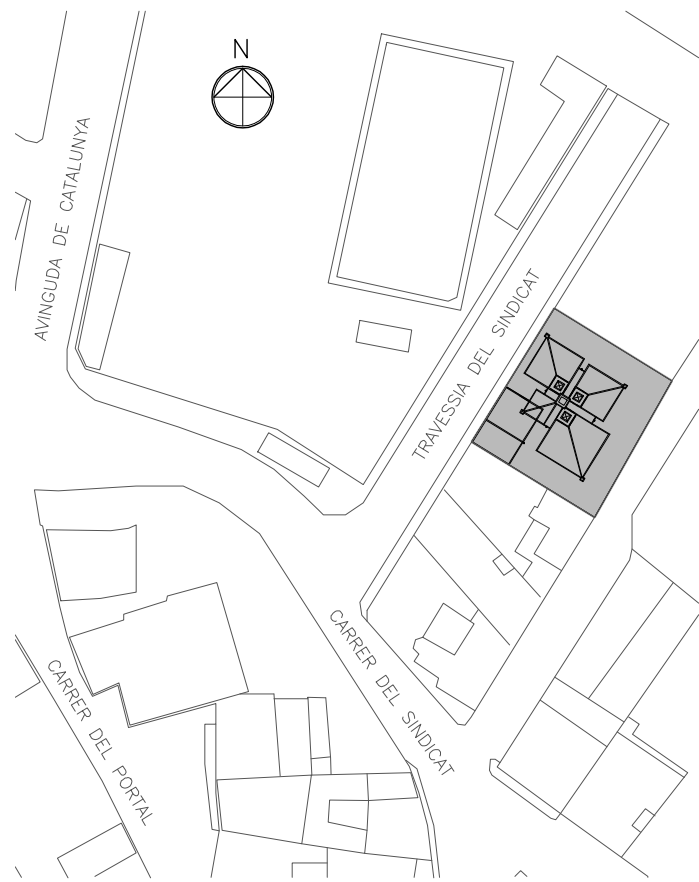 N
AVINGUDA DE CATALUNYA
TRAVESSIA DEL SINDICAT
CARRER DEL SINDICAT
CARRER DEL PORTAL